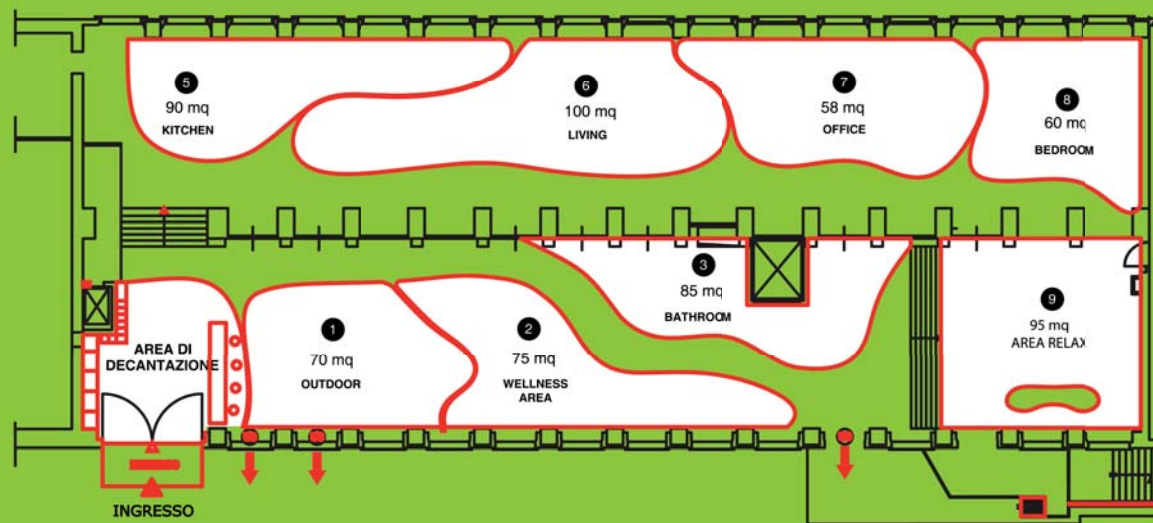 5
90 mq
KITCHEN
6
100 mq
LIVING
7
58 mq
OFFICE
8
60 mq
BEDROOM
3
85 mq
BATHROOM
9
95 mq
AREA RELAX
1
70 mq
OUTDOOR
2
75 mq
WELLNESS
AREA
AREA DI
DECANTAZIONE
INGRESSO